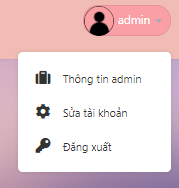 admin
Thông tin admin
Sửa tài khoản
Đăng xuất